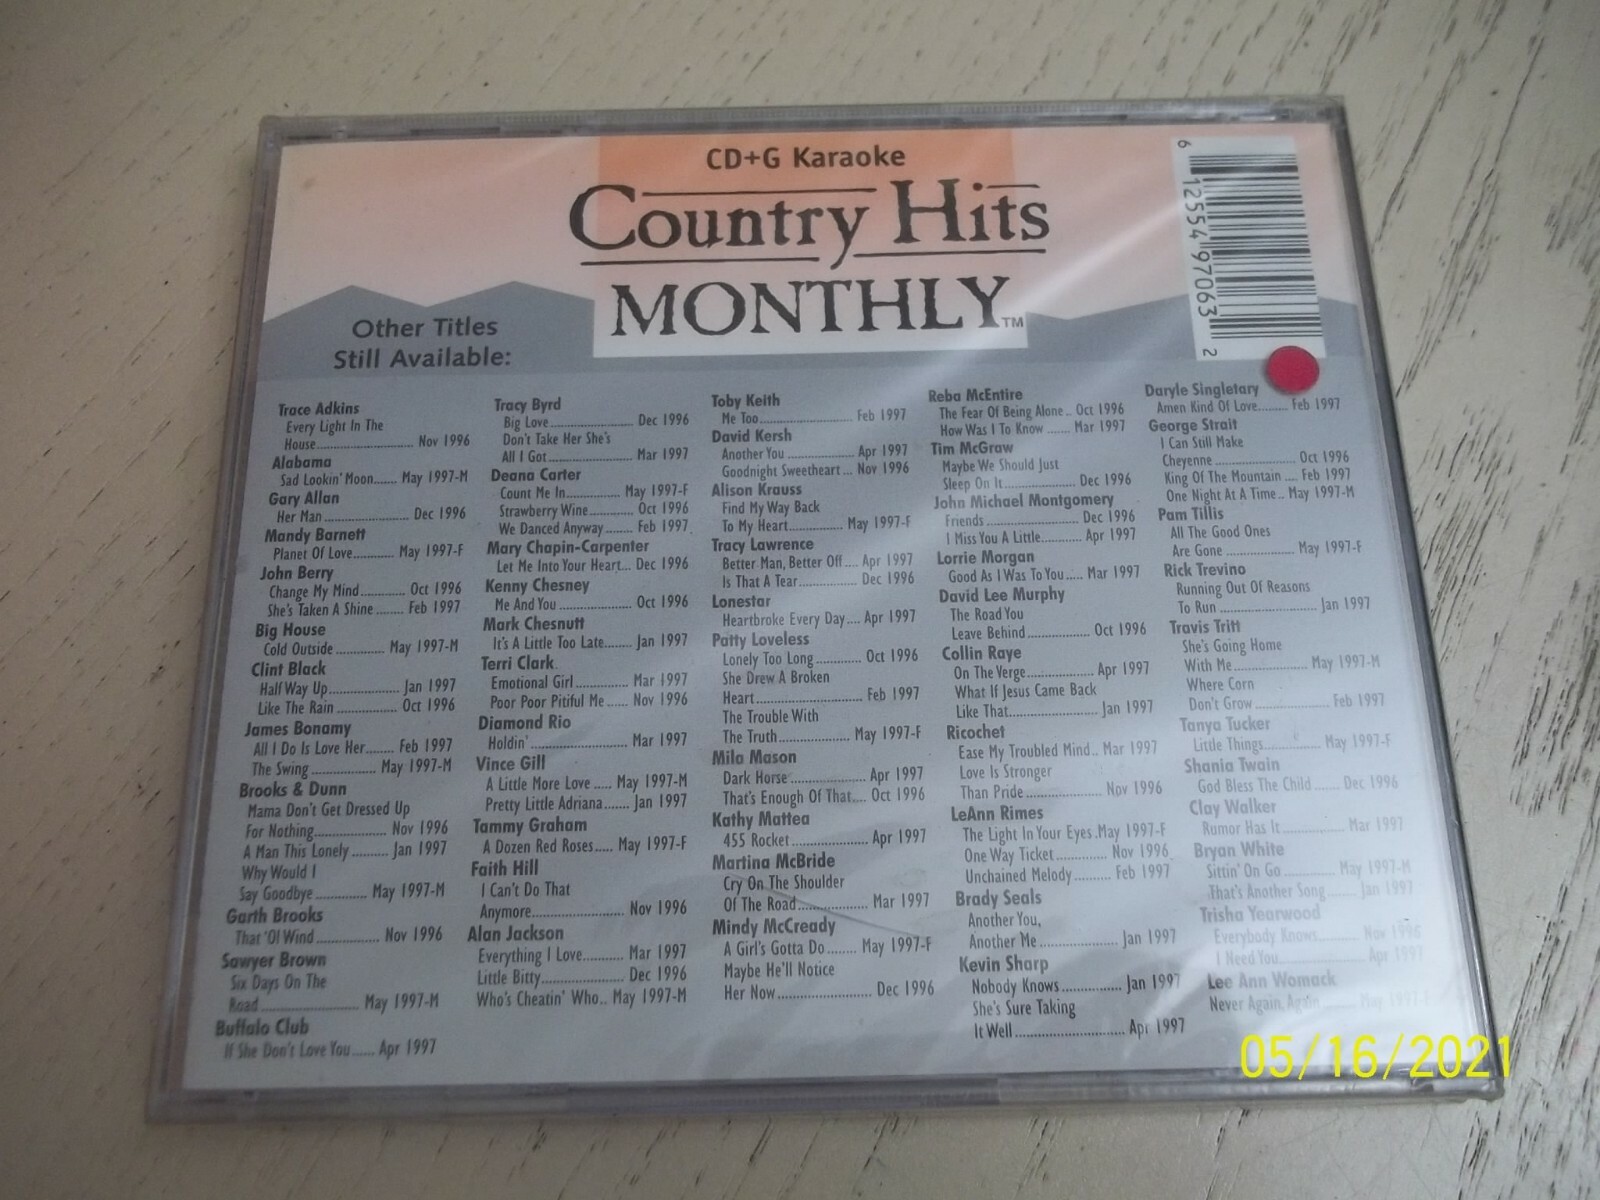 CD+G Karaoke
Country Hits
MONTHLY™
6 12554 97063 2
Other Titles
Still Available:
Trace Adkins
Every Light In The
House.......................... Nov 1996
Alabama
Sad Lookin' Moon....... May 1997-M
Gary Allan
Her Man ....................... Dec 1996
Mandy Barnett
Planet Of Love........... May 1997-F
John Berry
Change My Mind............ Oct 1996
She's Taken A Shine ....... Feb 1997
Big House
Cold Outside ............. May 1997-M
Clint Black
Half Way Up................... Jan 1997
Like The Rain ................ Oct 1996
James Bonamy
All I Do Is Love Her........ Feb 1997
The Swing ................. May 1997-M
Brooks & Dunn
Mama Don't Get Dressed Up
For Nothing................... Nov 1996
A Man This Lonely .......... Jan 1997
Why Would I
Say Goodbye .............. May 1997-M
Garth Brooks
That 'Ol Wind ................ Nov 1996
Sawyer Brown
Six Days On The
Road .......................... May 1997-M
Buffalo Club
If She Don't Love You...... Apr 1997
Tracy Byrd
Big Love....................... Dec 1996
Don't Take Her She's
All I Got....................... Mar 1997
Deana Carter
Count Me In.............. May 1997-F
Strawberry Wine............ Oct 1996
We Danced Anyway........ Feb 1997
Mary Chapin-Carpenter
Let Me Into Your Heart... Dec 1996
Kenny Chesney
Me And You ................... Oct 1996
Mark Chesnutt
It's A Little Too Late........ Jan 1997
Terri Clark
Emotional Girl .............. Mar 1997
Poor Poor Pitiful Me ...... Nov 1996
Diamond Rio
Holdin' ......................... Mar 1997
Vince Gill
A Little More Love ..... May 1997-M
Pretty Little Adriana....... Jan 1997
Tammy Graham
A Dozen Red Roses..... May 1997-F
Faith Hill
I Can't Do That
Anymore....................... Nov 1996
Alan Jackson
Everything I Love........... Mar 1997
Little Bitty..................... Dec 1996
Who's Cheatin' Who.. May 1997-M
Toby Keith
Me Too......................... Feb 1997
David Kersh
Another You .................. Apr 1997
Goodnight Sweetheart... Nov 1996
Alison Krauss
Find My Way Back
To My Heart.............. May 1997-F
Tracy Lawrence
Better Man, Better Off.... Apr 1997
Is That A Tear................ Dec 1996
Lonestar
Heartbroke Every Day.... Apr 1997
Patty Loveless
Lonely Too Long............ Oct 1996
She Drew A Broken
Heart............................ Feb 1997
The Trouble With
The Truth................... May 1997-F
Mila Mason
Dark Horse ................... Apr 1997
That's Enough Of That.... Oct 1996
Kathy Mattea
455 Rocket.................... Apr 1997
Martina McBride
Cry On The Shoulder
Of The Road.................. Mar 1997
Mindy McCready
A Girl's Gotta Do........ May 1997-F
Maybe He'll Notice
Her Now........................ Dec 1996
Reba McEntire
The Fear Of Being Alone.. Oct 1996
How Was I To Know ....... Mar 1997
Tim McGraw
Maybe We Should Just
Sleep On It................... Dec 1996
John Michael Montgomery
Friends ......................... Dec 1996
I Miss You A Little........... Apr 1997
Lorrie Morgan
Good As I Was To You..... Mar 1997
David Lee Murphy
The Road You
Leave Behind................ Oct 1996
Collin Raye
On The Verge................. Apr 1997
What If Jesus Came Back
Like That....................... Jan 1997
Ricochet
Ease My Troubled Mind.. Mar 1997
Love Is Stronger
Than Pride .................... Nov 1996
LeAnn Rimes
The Light In Your Eyes .May 1997-F
One Way Ticket............. Nov 1996
Unchained Melody ......... Feb 1997
Brady Seals
Another You,
Another Me .................. Jan 1997
Kevin Sharp
Nobody Knows............... Jan 1997
She's Sure Taking
It Well........................... Apr 1997
Daryle Singletary
Amen Kind Of Love......... Feb 1997
George Strait
I Can Still Make
Cheyenne ..................... Oct 1996
King Of The Mountain .... Feb 1997
One Night At A Time.. May 1997-M
Pam Tillis
All The Good Ones
Are Gone .................. May 1997-F
Rick Trevino
Running Out Of Reasons
To Run ......................... Jan 1997
Travis Tritt
She's Going Home
With Me.................... May 1997-M
Where Corn
Don't Grow ................... Feb 1997
Tanya Tucker
Little Things............... May 1997-F
Shania Twain
God Bless The Child ....... Dec 1996
Clay Walker
Rumor Has It................. Mar 1997
Bryan White
Sittin' On Go ............. May 1997-M
That's Another Song....... Jan 1997
Trisha Yearwood
Everybody Knows.......... Nov 1996
I Need You.................... Apr 1997
Lee Ann Womack
Never Again, Again ........ May 1997-F
05/16/2021